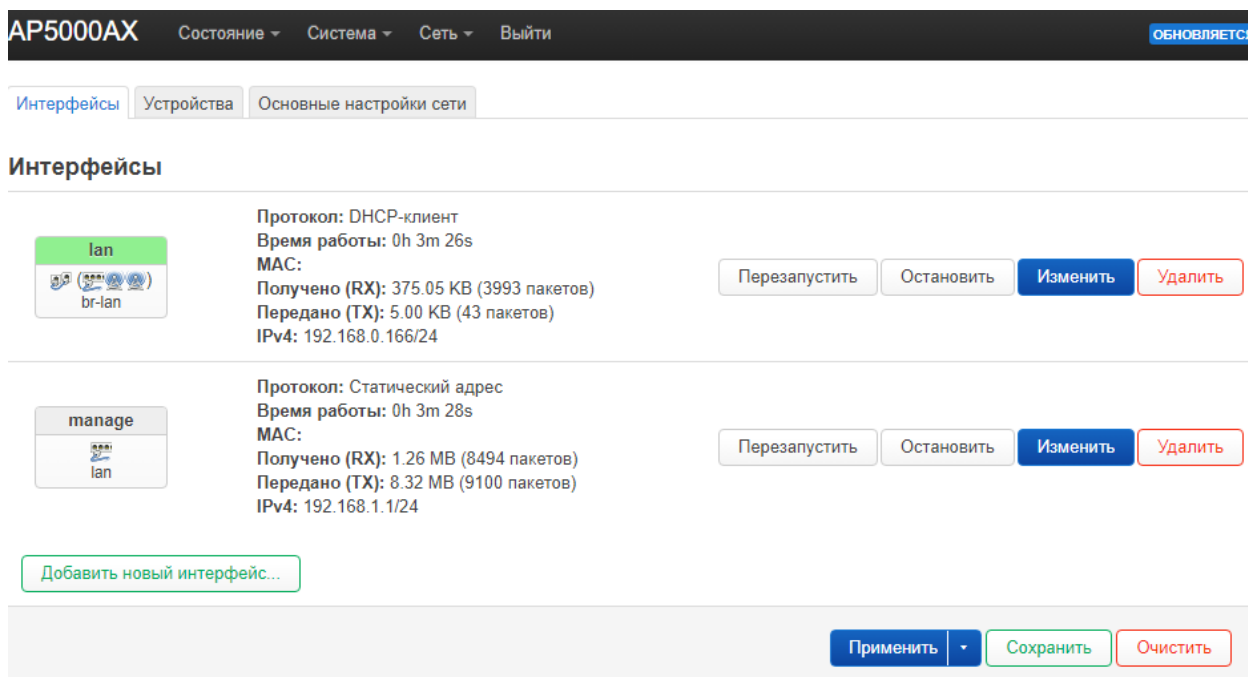 AP5000AX Состояние Система Сеть Выйти ОБНОВЛЯЕТСЯ
Интерфейсы Устройства Основные настройки сети
Интерфейсы
lan
br-lan
Протокол: DHCP-клиент
Время работы: 0h 3m 26s
MAC:
Получено (RX): 375.05 KB (3993 пакетов)
Передано (TX): 5.00 KB (43 пакетов)
IPv4: 192.168.0.166/24
Перезапустить Остановить Изменить Удалить
manage
lan
Протокол: Статический адрес
Время работы: 0h 3m 28s
MAC:
Получено (RX): 1.26 MB (8494 пакетов)
Передано (TX): 8.32 MB (9100 пакетов)
IPv4: 192.168.1.1/24
Перезапустить Остановить Изменить Удалить
Добавить новый интерфейс...
Применить Сохранить Очистить